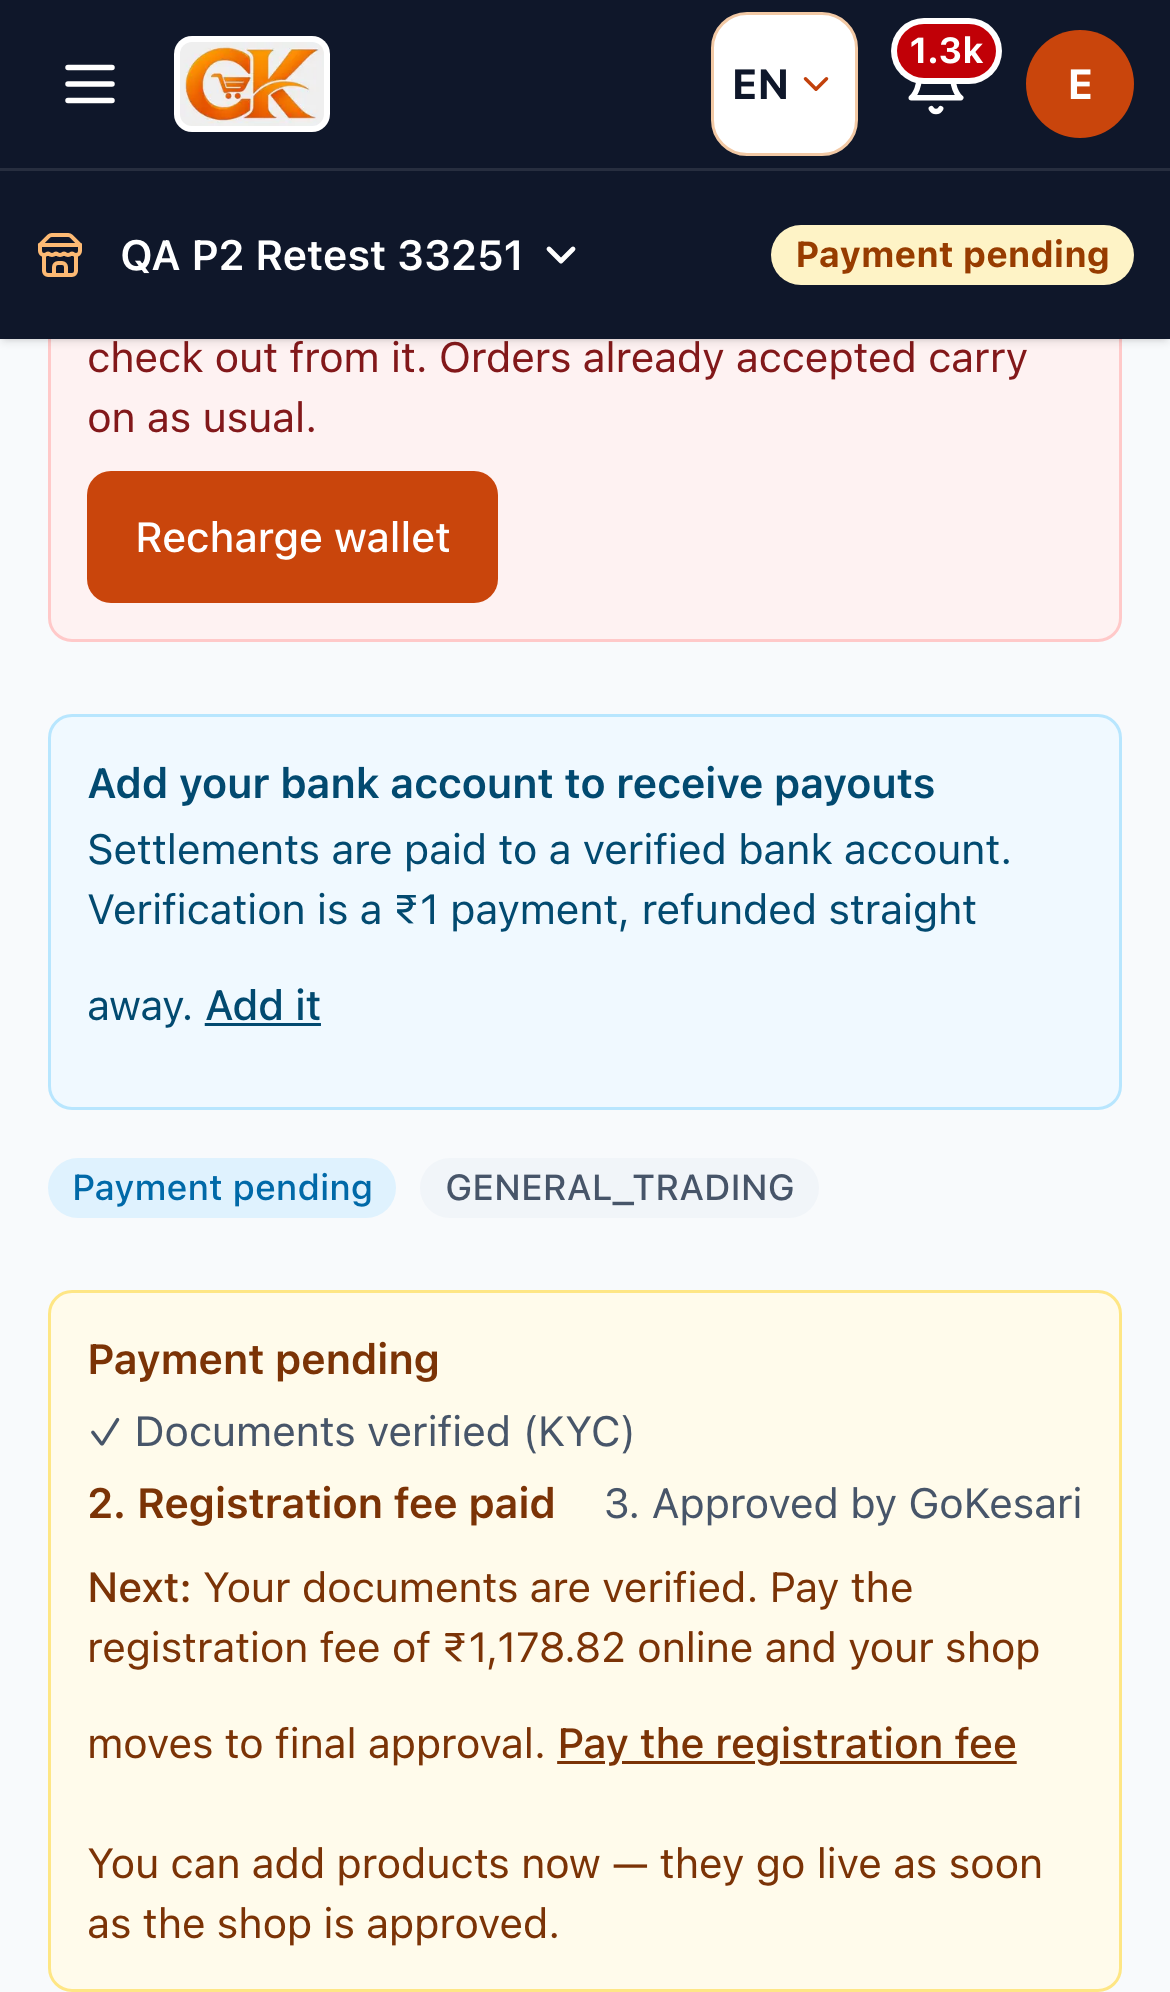 GK
EN
1.3k
E
QA P2 Retest 33251
Payment pending
check out from it. Orders already accepted carry
on as usual.
Recharge wallet
Add your bank account to receive payouts
Settlements are paid to a verified bank account.
Verification is a ₹1 payment, refunded straight
away. Add it
Payment pending
GENERAL_TRADING
Payment pending
✓ Documents verified (KYC)
2. Registration fee paid
3. Approved by GoKesari
Next: Your documents are verified. Pay the
registration fee of ₹1,178.82 online and your shop
moves to final approval. Pay the registration fee
You can add products now — they go live as soon
as the shop is approved.